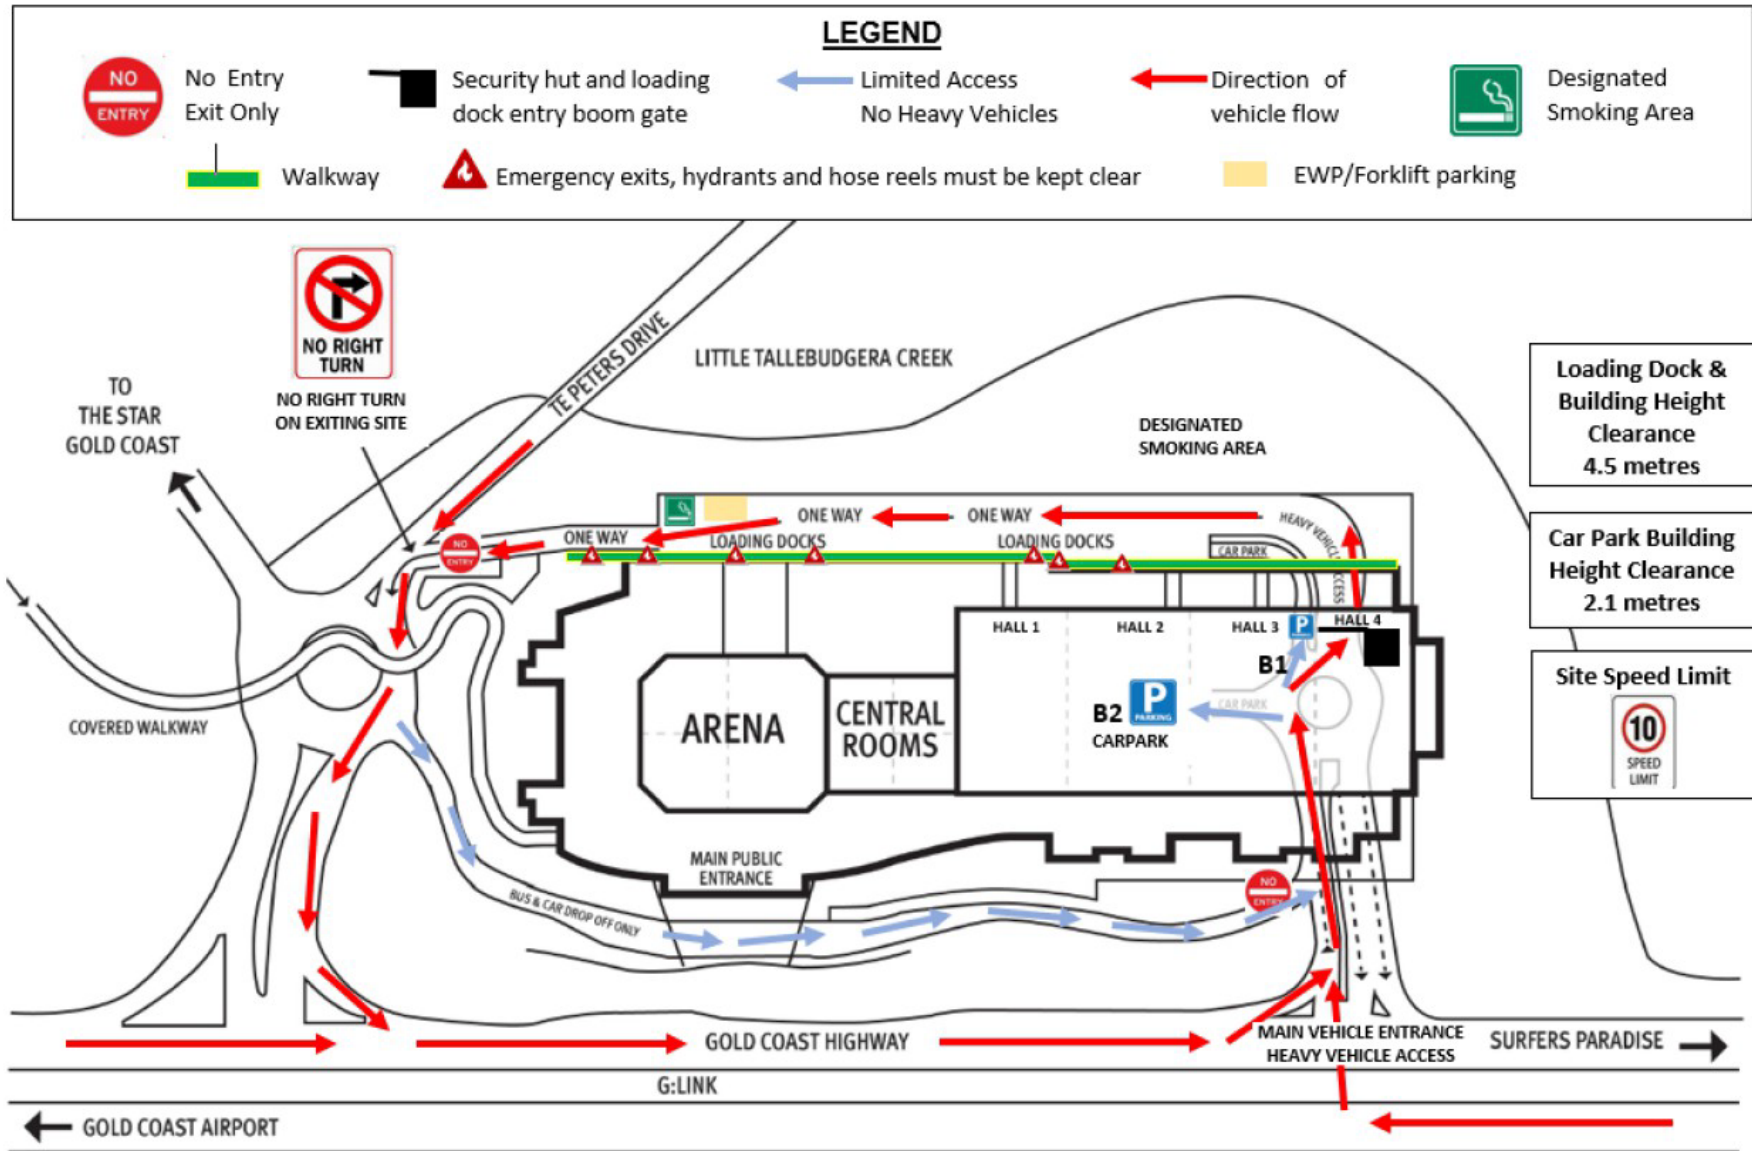 LEGEND
NO
ENTRY
No Entry
Exit Only
Security hut and loading
dock entry boom gate
Limited Access
No Heavy Vehicles
Direction of
vehicle flow
Designated
Smoking Area
Walkway
Emergency exits, hydrants and hose reels must be kept clear
EWP/Forklift parking
NO RIGHT
TURN
NO RIGHT TURN
ON EXITING SITE
TO
THE STAR
GOLD COAST
TE PETERS DRIVE
LITTLE TALLEBUDGERA CREEK
DESIGNATED
SMOKING AREA
Loading Dock &
Building Height
Clearance
4.5 metres
Car Park Building
Height Clearance
2.1 metres
Site Speed Limit
10
SPEED
LIMIT
NO
ENTRY
ONE WAY
ONE WAY
ONE WAY
LOADING DOCKS
LOADING DOCKS
CAR PARK
HEAVY VEHICLE ACCESS
HALL 1
HALL 2
HALL 3
P
HALL 4
B1
B2
CARPARK
P
PARKING
CAR PARK
ARENA
CENTRAL
ROOMS
COVERED WALKWAY
MAIN PUBLIC
ENTRANCE
BUS & CAR DROP OFF ONLY
NO
ENTRY
MAIN VEHICLE ENTRANCE
HEAVY VEHICLE ACCESS
GOLD COAST HIGHWAY
SURFERS PARADISE
G:LINK
GOLD COAST AIRPORT